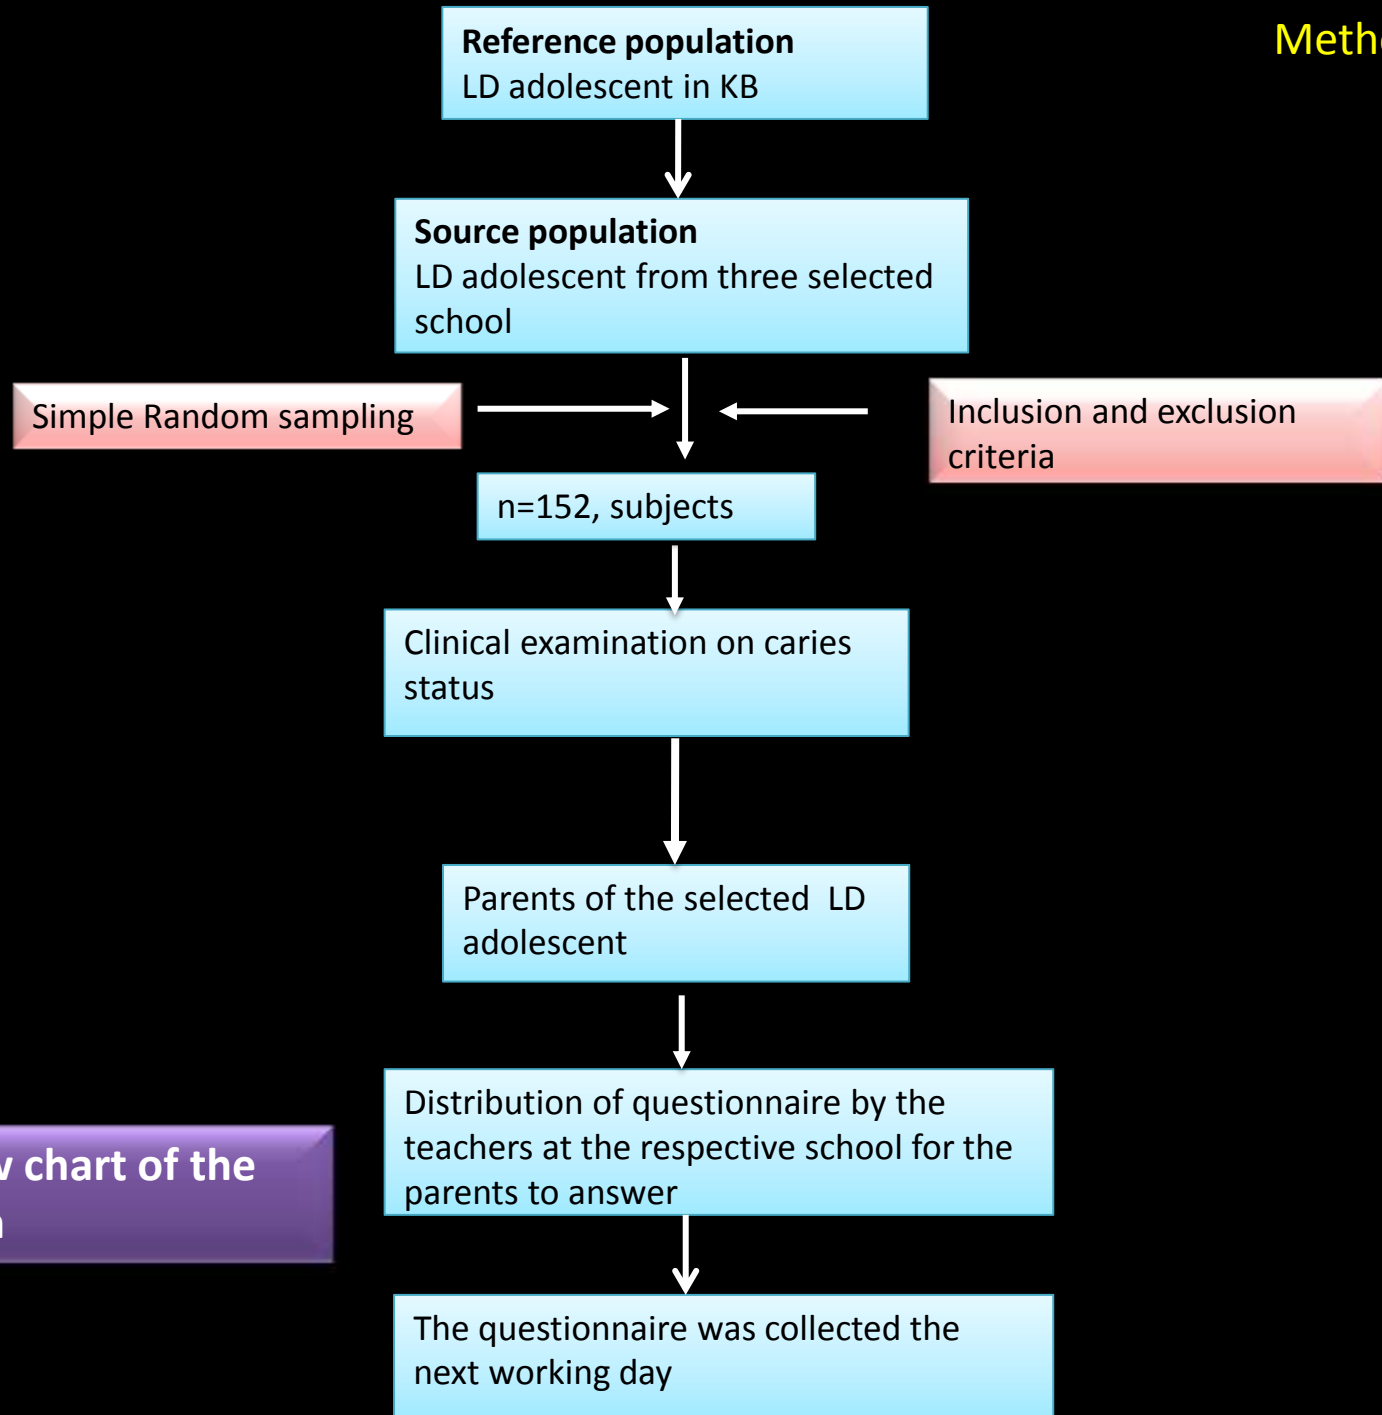 Reference population
LD adolescent in KB
Source population
LD adolescent from three selected
school
Simple Random sampling
Inclusion and exclusion
criteria
n=152, subjects
Clinical examination on caries
status
Parents of the selected LD
adolescent
Distribution of questionnaire by the
teachers at the respective school for the
parents to answer
chart of the
The questionnaire was collected the
next working day